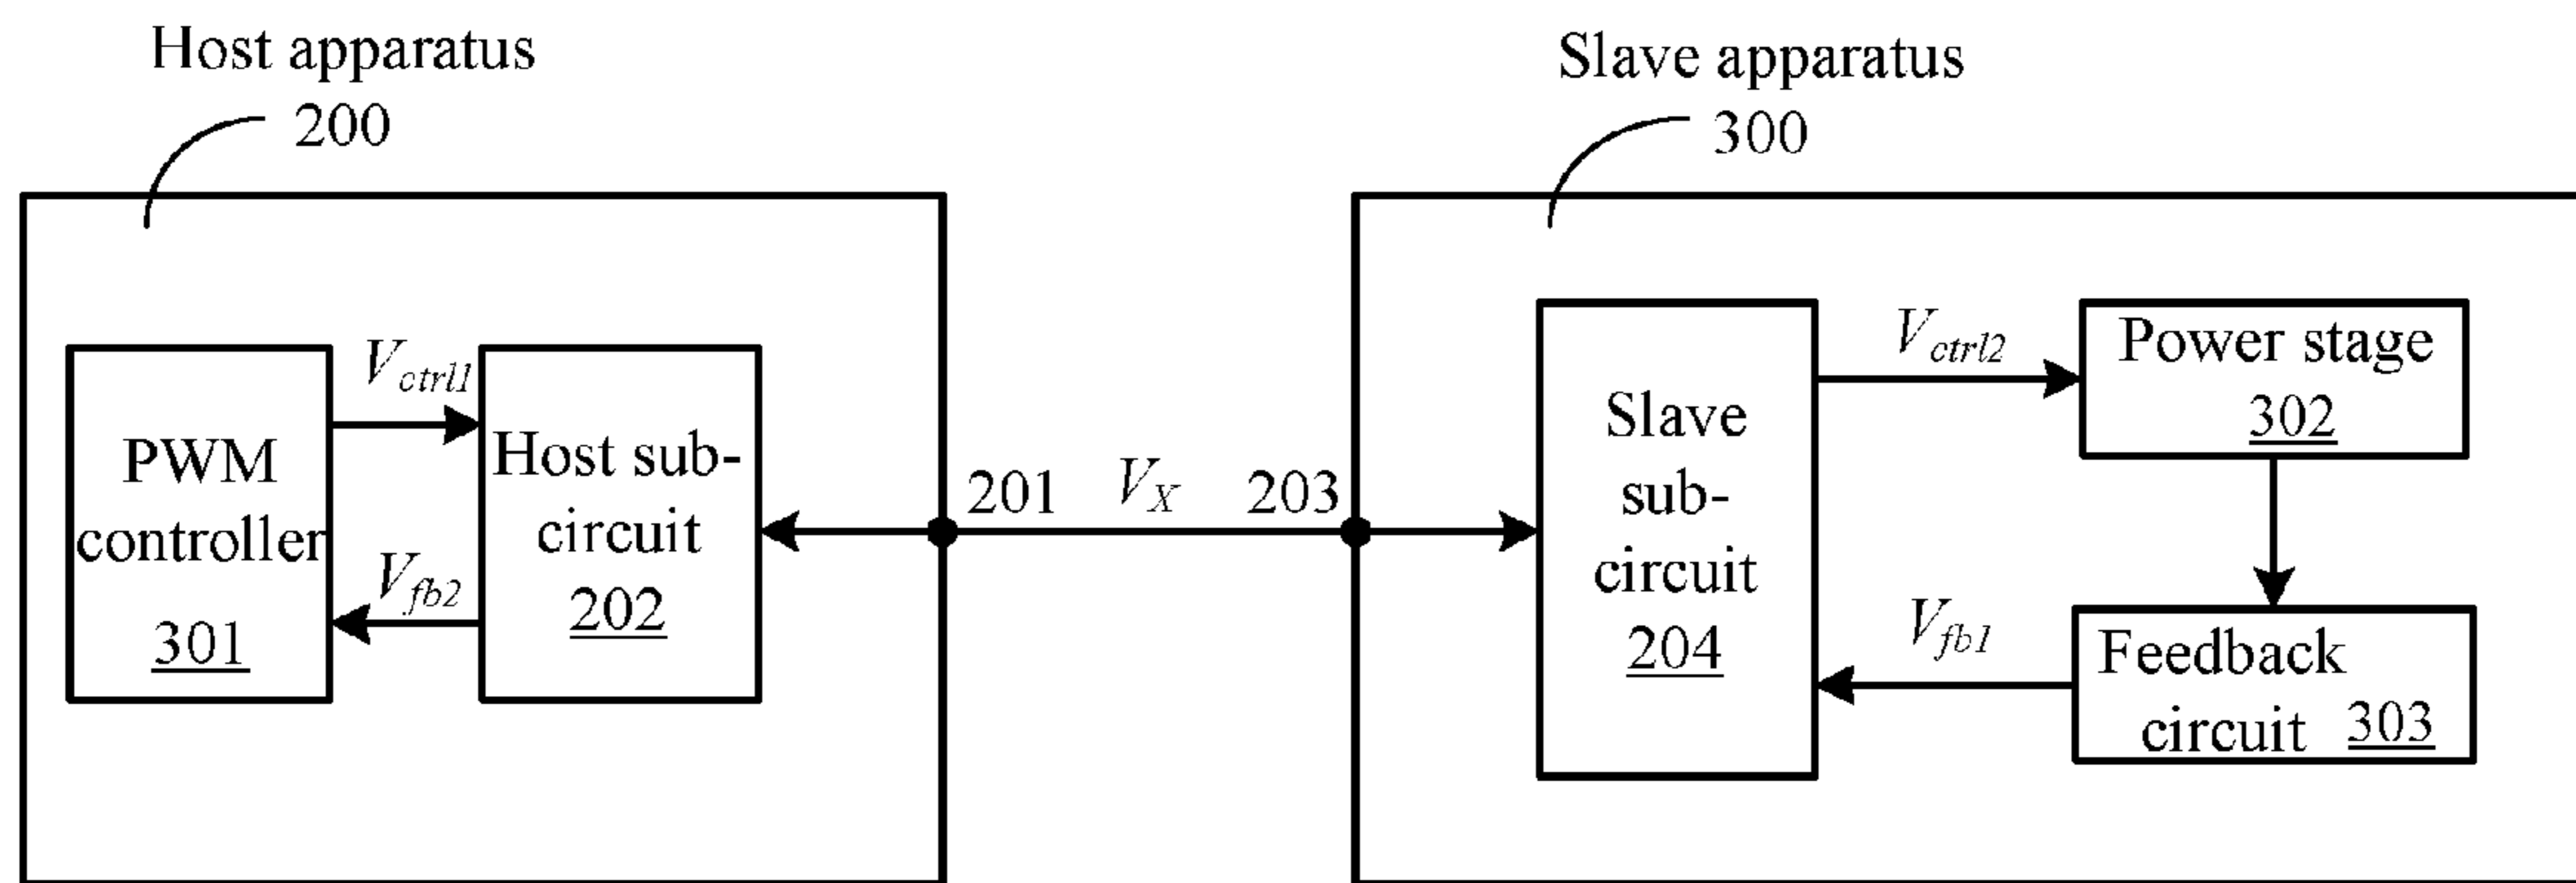 Host apparatus
200
Slave apparatus
300
PWM
controller
301
Vctrl1
Vfb2
Host sub-
circuit
202
201
VX
203
Slave
sub-
circuit
204
Vctrl2
Vfb1
Power stage
302
Feedback
circuit 303